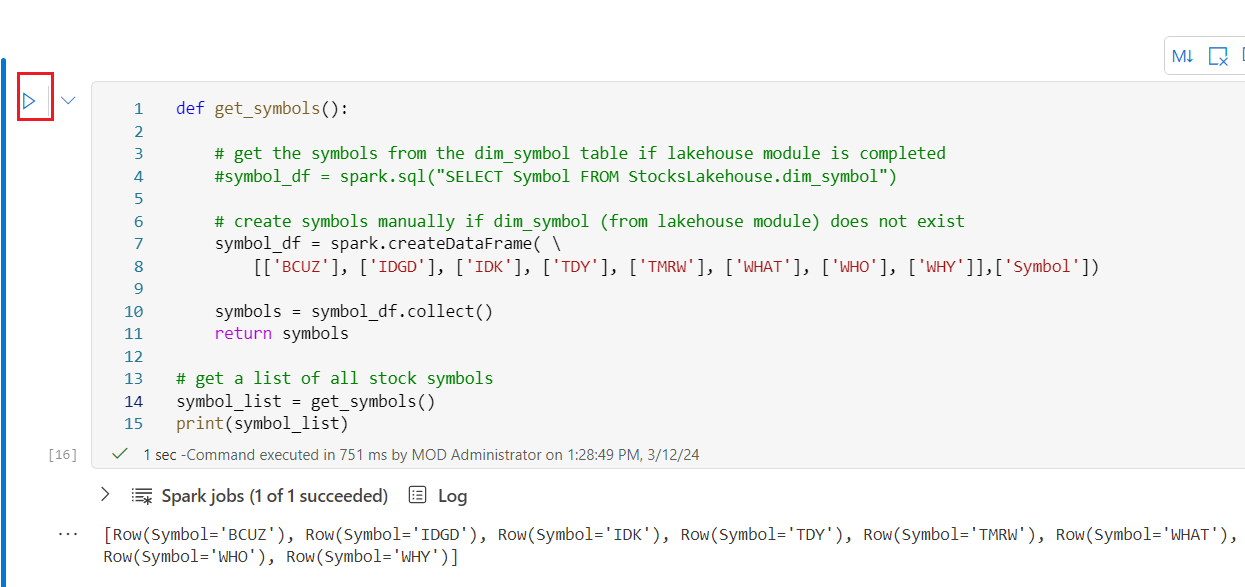 M↓
1 def get_symbols():
2
3 # get the symbols from the dim_symbol table if lakehouse module is completed
4 #symbol_df = spark.sql("SELECT Symbol FROM StocksLakehouse.dim_symbol")
5
6 # create symbols manually if dim_symbol (from lakehouse module) does not exist
7 symbol_df = spark.createDataFrame( \
8 [['BCUZ'], ['IDGD'], ['IDK'], ['TDY'], ['TMRW'], ['WHAT'], ['WHO'], ['WHY']],['Symbol'])
9
10 symbols = symbol_df.collect()
11 return symbols
12
13 # get a list of all stock symbols
14 symbol_list = get_symbols()
15 print(symbol_list)
[16] ✓ 1 sec -Command executed in 751 ms by MOD Administrator on 1:28:49 PM, 3/12/24
Spark jobs (1 of 1 succeeded) Log
... [Row(Symbol='BCUZ'), Row(Symbol='IDGD'), Row(Symbol='IDK'), Row(Symbol='TDY'), Row(Symbol='TMRW'), Row(Symbol='WHAT'),
Row(Symbol='WHO'), Row(Symbol='WHY')]